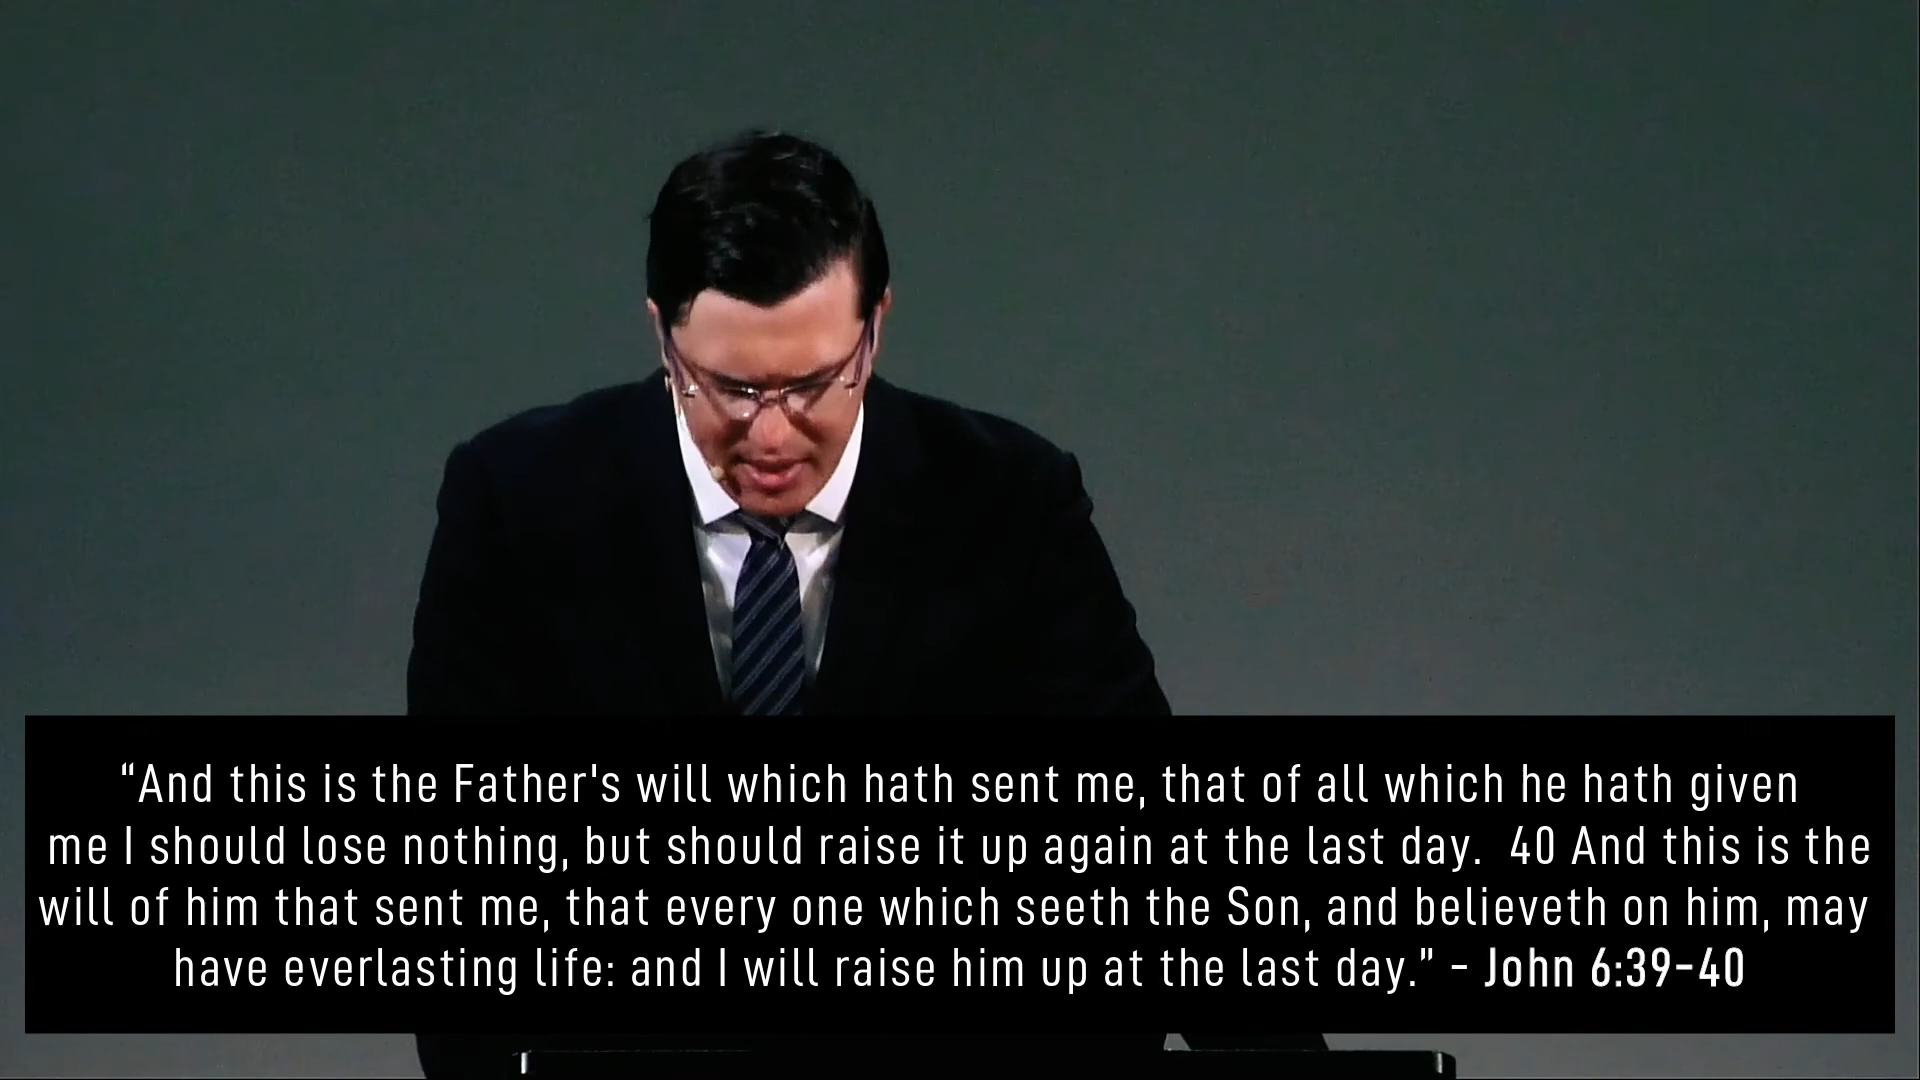 “And this is the Father's will which hath sent me, that of all which he hath given
me I should lose nothing, but should raise it up again at the last day.  40 And this is the
will of him that sent me, that every one which seeth the Son, and believeth on him, may
have everlasting life: and I will raise him up at the last day.” - John 6:39-40